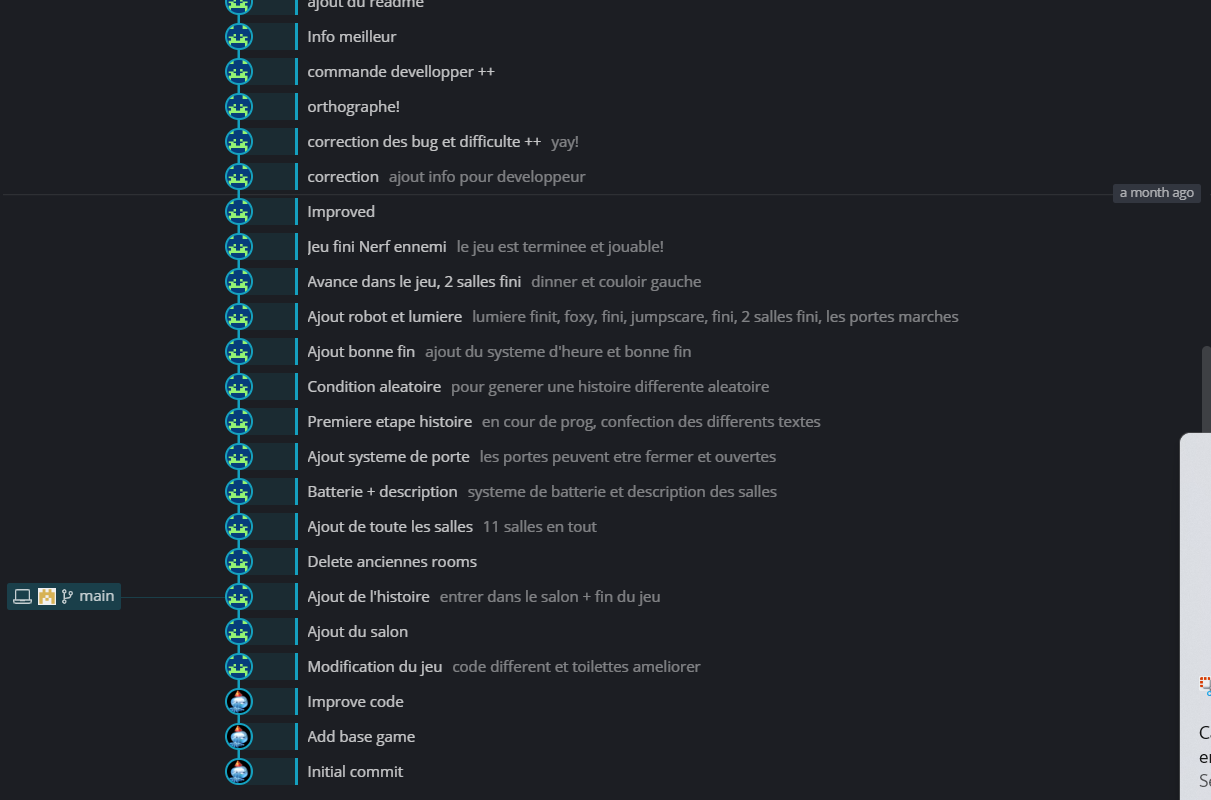 ajout du readme
Info meilleur
commande devellopper ++
orthographe!
correction des bug et difficulte ++ yay!
correction ajout info pour developpeur
a month ago
Improved
Jeu fini Nerf ennemi le jeu est terminee et jouable!
Avance dans le jeu, 2 salles fini dinner et couloir gauche
Ajout robot et lumiere lumiere finit, foxy, fini, jumpscare, fini, 2 salles fini, les portes marches
Ajout bonne fin ajout du systeme d'heure et bonne fin
Condition aleatoire pour generer une histoire differente aleatoire
Premiere etape histoire en cour de prog, confection des differents textes
Ajout systeme de porte les portes peuvent etre fermer et ouvertes
Batterie + description systeme de batterie et description des salles
Ajout de toute les salles 11 salles en tout
Delete anciennes rooms
main Ajout de l'histoire entrer dans le salon + fin du jeu
Ajout du salon
Modification du jeu code different et toilettes ameliorer
Improve code
Add base game
Initial commit